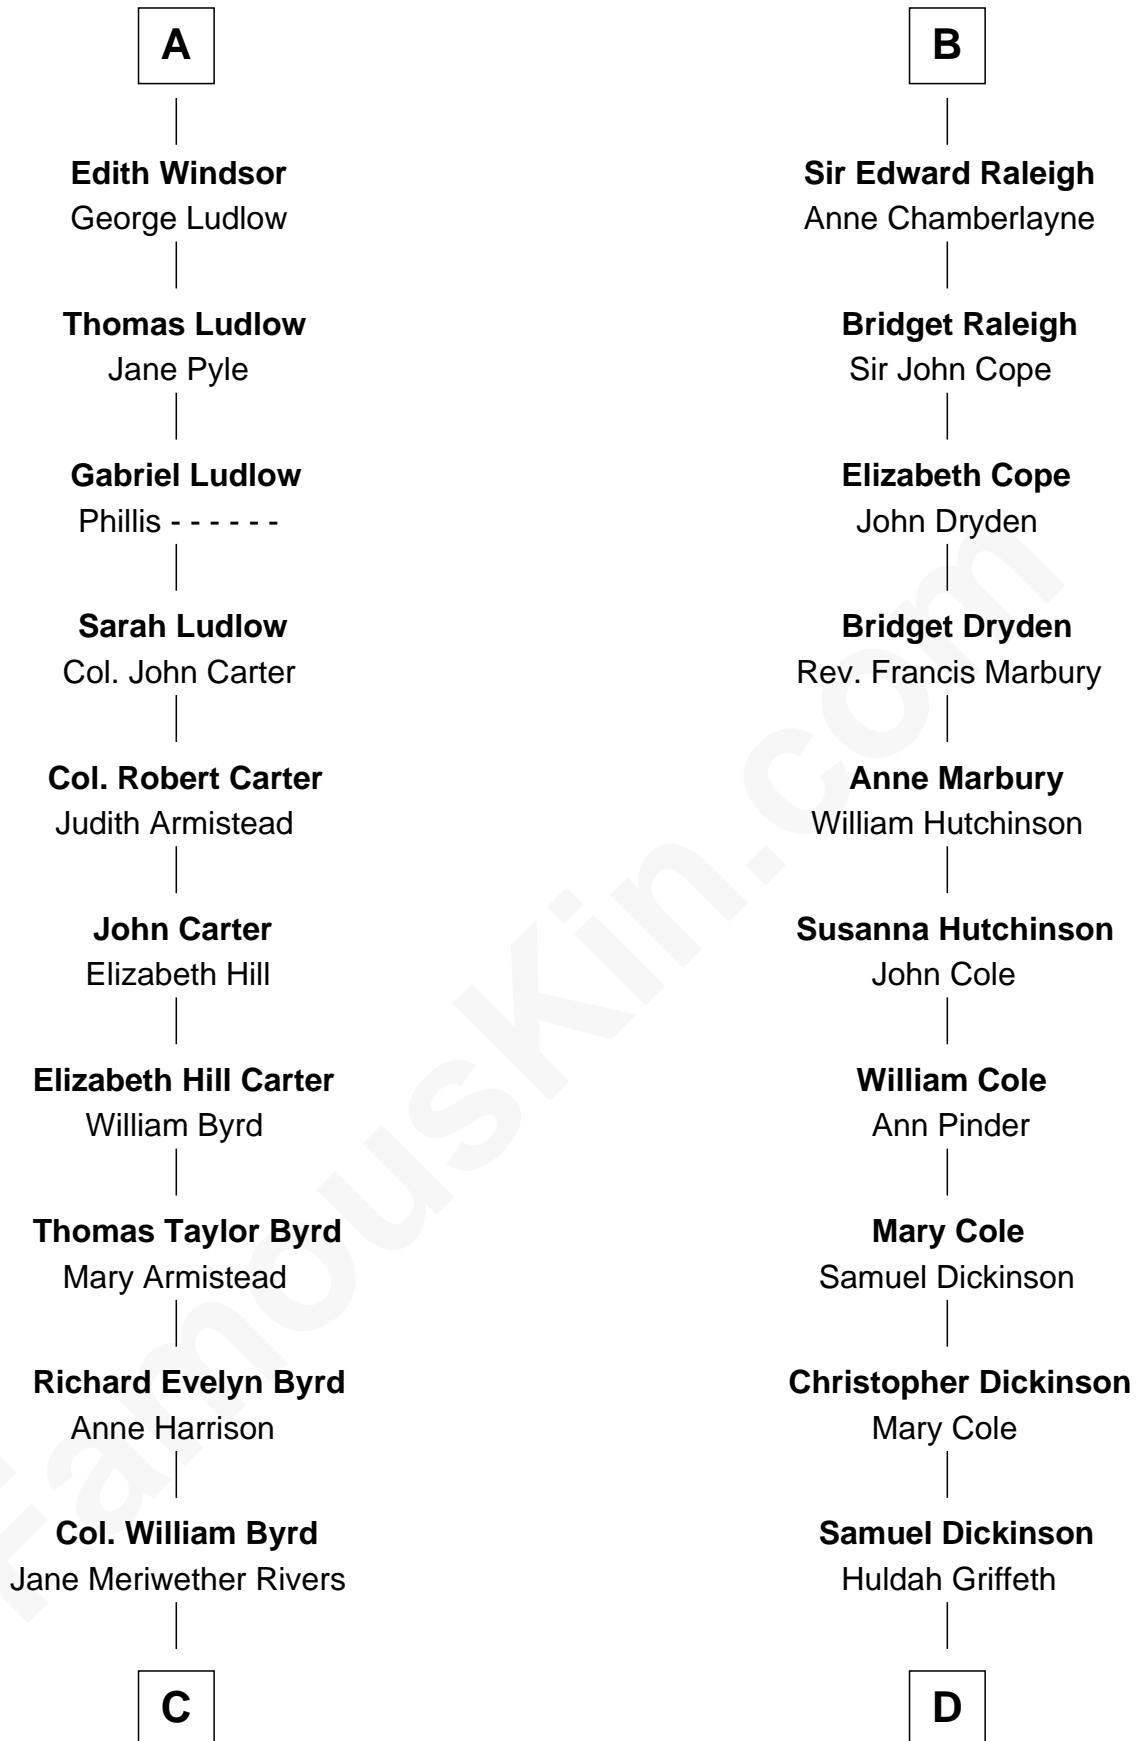 A
Edith Windsor
George Ludlow
Thomas Ludlow
Jane Pyle
Gabriel Ludlow
Phillis - - - - - -
Sarah Ludlow
Col. John Carter
Col. Robert Carter
Judith Armistead
John Carter
Elizabeth Hill
Elizabeth Hill Carter
William Byrd
Thomas Taylor Byrd
Mary Armistead
Richard Evelyn Byrd
Anne Harrison
Col. William Byrd
Jane Meriwether Rivers
C
B
Sir Edward Raleigh
Anne Chamberlayne
Bridget Raleigh
Sir John Cope
Elizabeth Cope
John Dryden
Bridget Dryden
Rev. Francis Marbury
Anne Marbury
William Hutchinson
Susanna Hutchinson
John Cole
William Cole
Ann Pinder
Mary Cole
Samuel Dickinson
Christopher Dickinson
Mary Cole
Samuel Dickinson
Huldah Griffeth
D
FamousKin.com